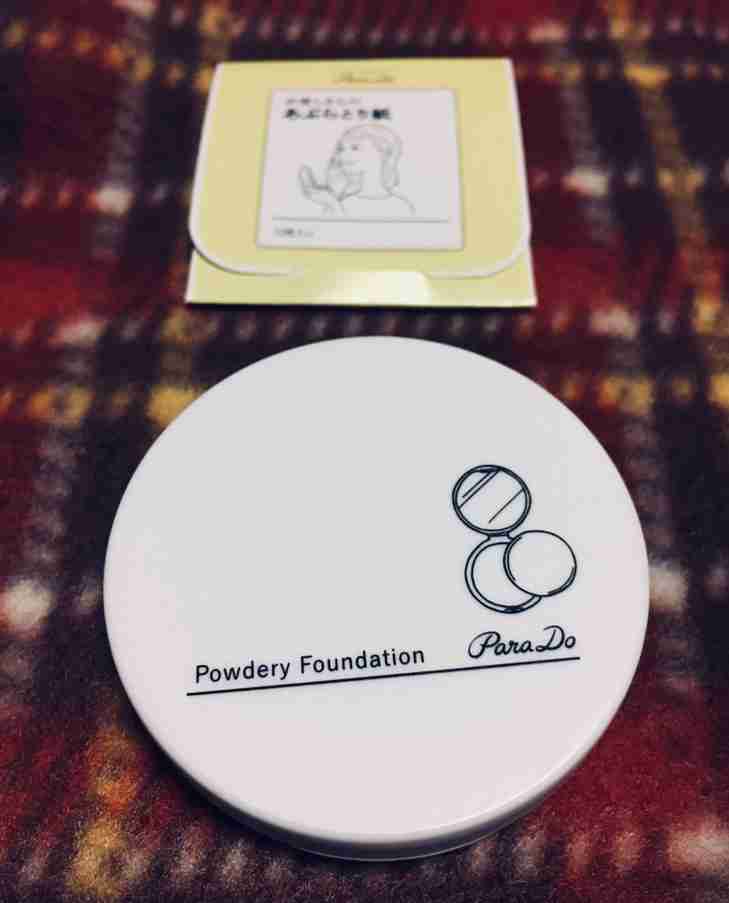 ParaDo
あぶらとり紙
Powdery Foundation
ParaDo